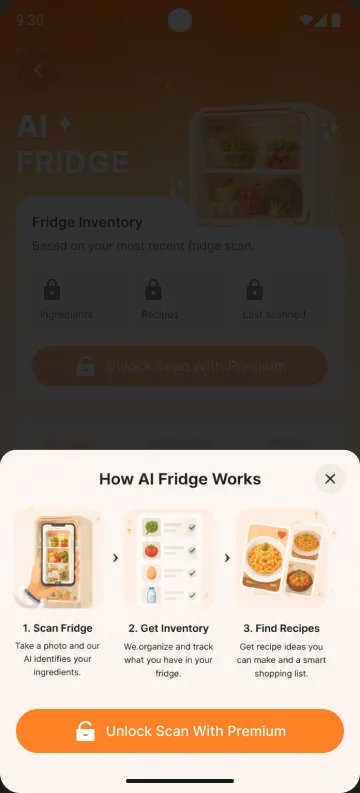 9:30
AI
FRIDGE
Fridge Inventory
Based on your most recent fridge scan.
Ingredients
Recipes
Last scanned
Unlock Scan With Premium
How AI Fridge Works
1. Scan Fridge
Take a photo and our
AI identifies your
ingredients.
2. Get Inventory
We organize and track
what you have in your
fridge.
3. Find Recipes
Get recipe ideas you
can make and a smart
shopping list.
Unlock Scan With Premium